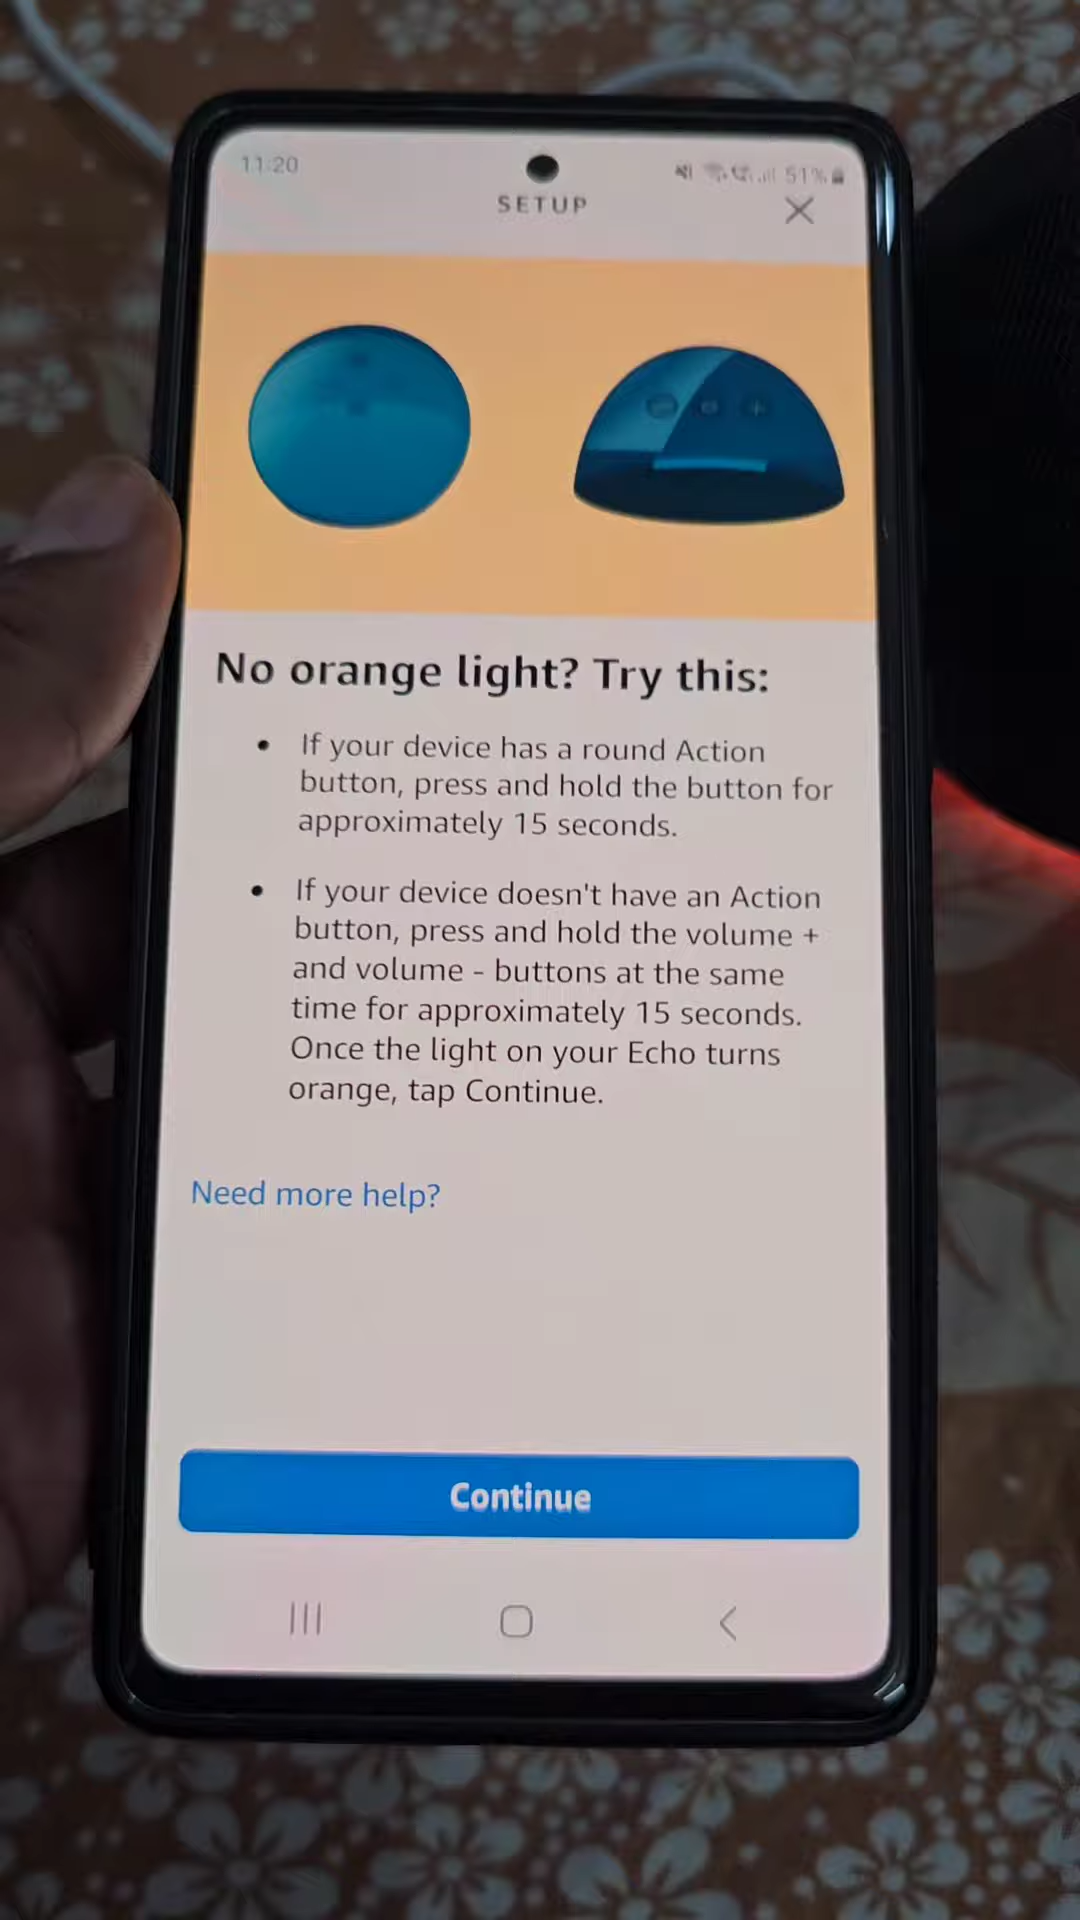 11:20
51%
SETUP
No orange light? Try this:
• If your device has a round Action
button, press and hold the button for
approximately 15 seconds.
• If your device doesn't have an Action
button, press and hold the volume +
and volume - buttons at the same
time for approximately 15 seconds.
Once the light on your Echo turns
orange, tap Continue.
Need more help?
Continue